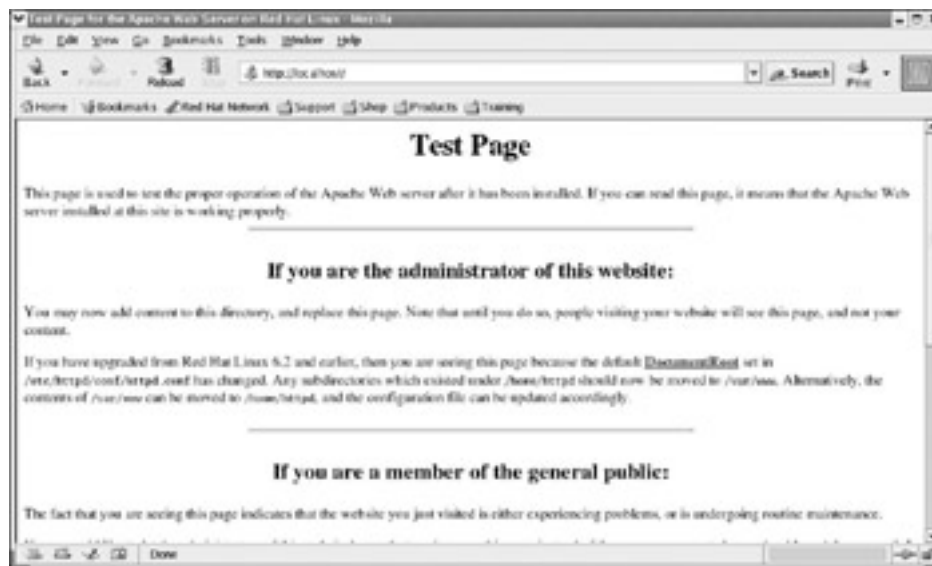 Test Page for the Apache Web Server on Red Hat Linux - Mozilla
File Edit View Go Bookmarks Tools Window Help
Back Reload http://localhost/ Search Print
Home Bookmarks Red Hat Network Support Shop Products Training
Test Page
This page is used to test the proper operation of the Apache Web server after it has been installed. If you can read this page, it means that the Apache Web
server installed at this site is working properly.
If you are the administrator of this website:
You may now add content to this directory, and replace this page. Note that until you do so, people visiting your website will see this page, and not your
content.
If you have upgraded from Red Hat Linux 6.2 and earlier, then you are seeing this page because the default DocumentRoot set in
/etc/httpd/conf/httpd.conf has changed. Any subdirectories which existed under /home/httpd should now be moved to /var/www. Alternatively, the
contents of /var/www can be moved to /home/httpd, and the configuration file can be updated accordingly.
If you are a member of the general public:
The fact that you are seeing this page indicates that the website you just visited is either experiencing problems, or is undergoing routine maintenance.
Done